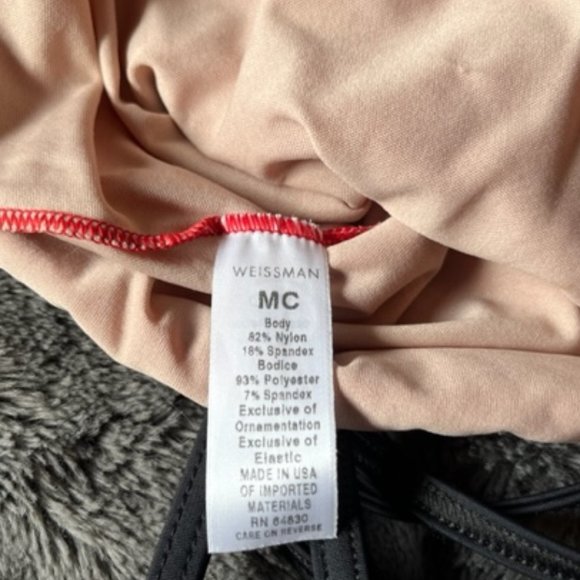 WEISSMAN
MC
Body
82% Nylon
18% Spandex
Bodice
93% Polyester
7% Spandex
Exclusive of
Ornamentation
Exclusive of
Elastic
MADE IN USA
OF IMPORTED
MATERIALS
RN 64830
CARE ON REVERSE